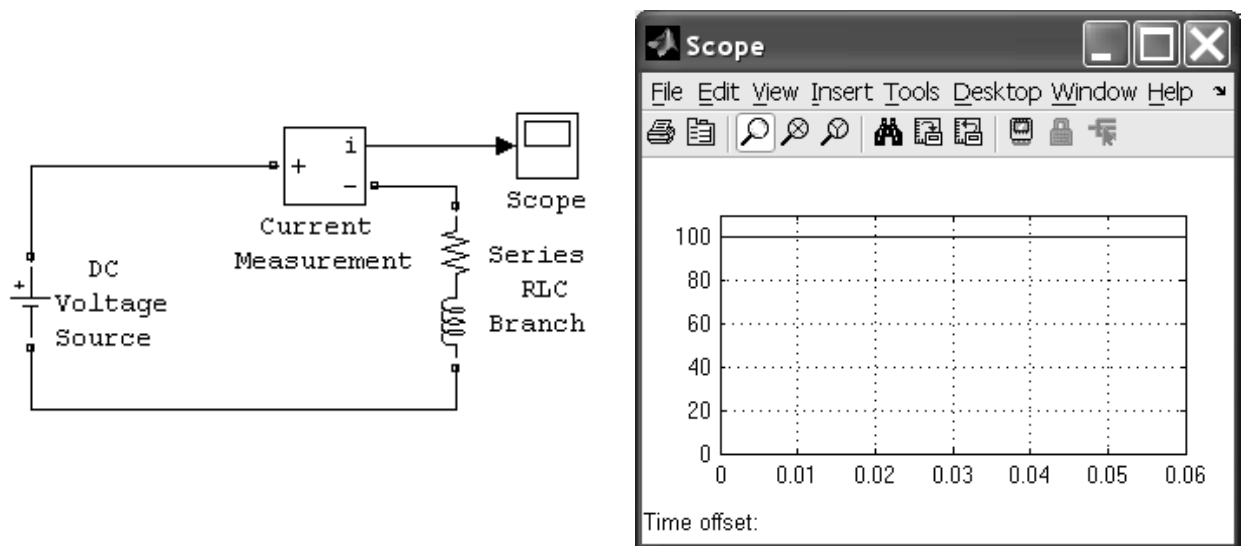 i
+
−
Scope
Current
Measurement
DC
Voltage
Source
+
Series
RLC
Branch
Scope
File Edit View Insert Tools Desktop Window Help
100
80
60
40
20
0
0 0.01 0.02 0.03 0.04 0.05 0.06
Time offset: